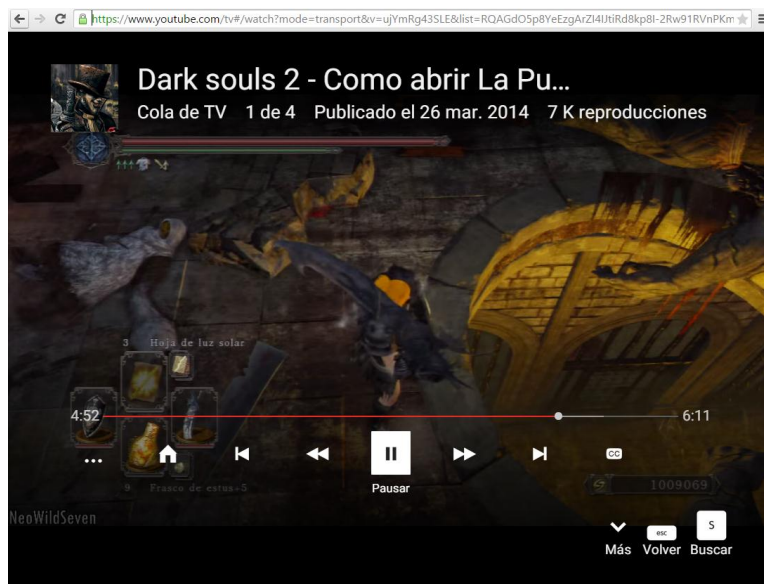 https://www.youtube.com/tv#/watch?mode=transport&v=ujYmRg43SLE&list=RQAGdO5p8YeEzgArZI4IJtiRd8kp8I-2Rw91RVnPKm
Dark souls 2 - Como abrir La Pu...
Cola de TV 1 de 4 Publicado el 26 mar. 2014 7 K reproducciones
3 Hoja de luz solar
4:52 6:11
CC
Pausar
9 Frasco de estus+5
1009069
NeoWildSeven
esc S
Más Volver Buscar